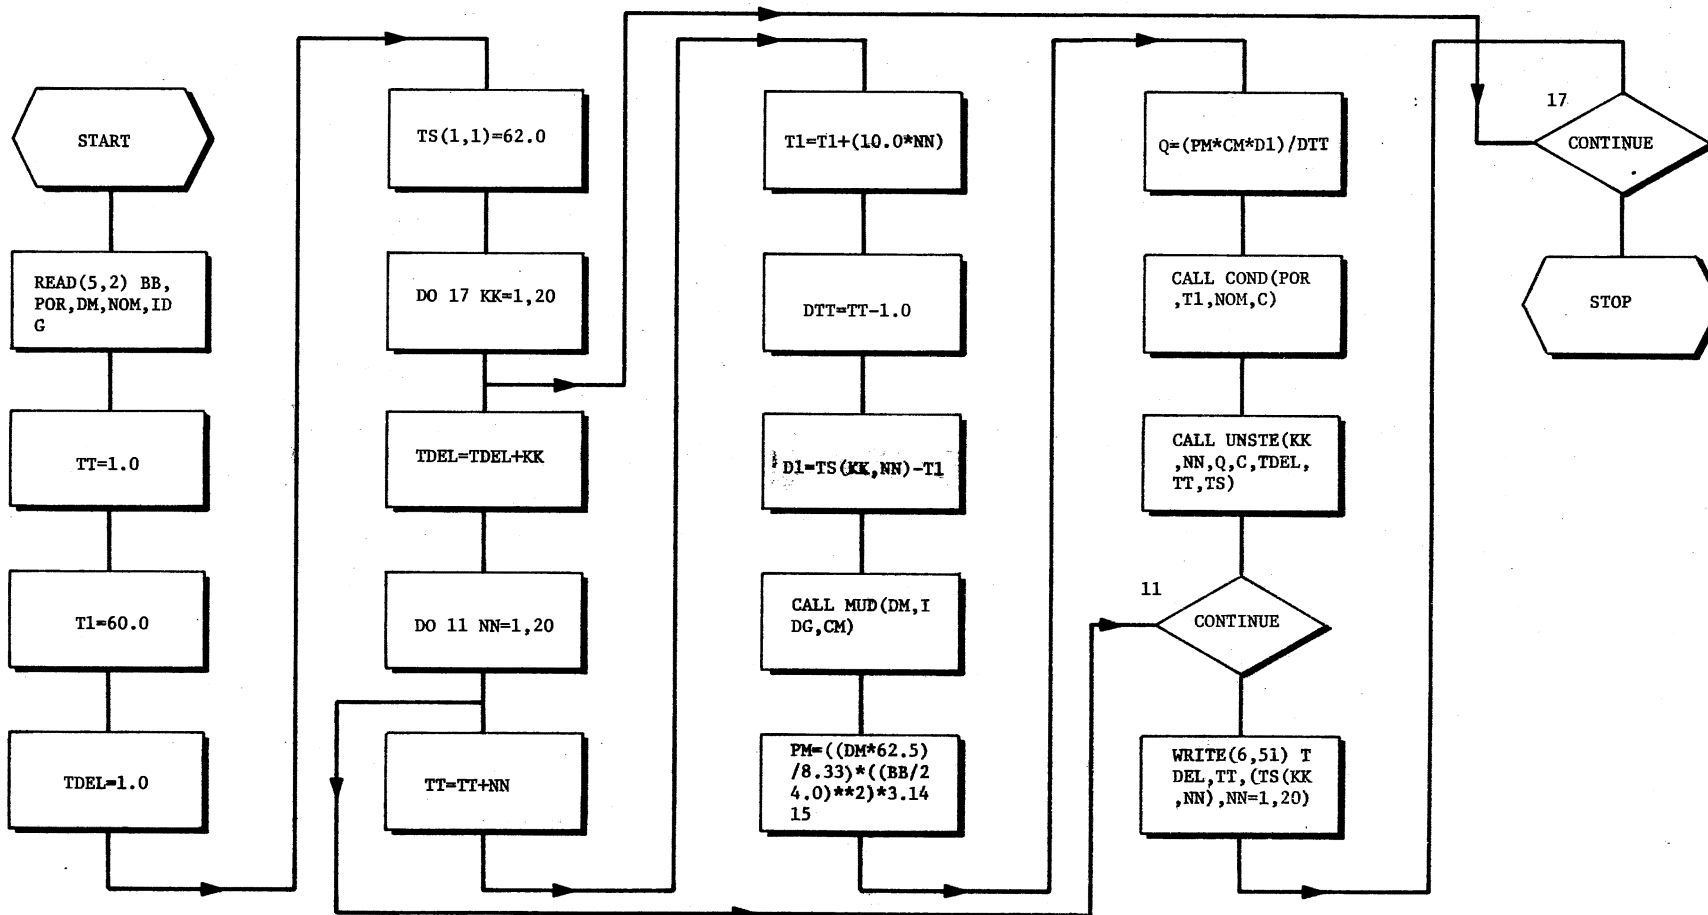 START
READ(5,2) BB,
POR,DM,NOM,ID
G
TT=1.0
T1=60.0
TDEL=1.0
TS(1,1)=62.0
DO 17 KK=1,20
TDEL=TDEL+KK
DO 11 NN=1,20
TT=TT+NN
T1=T1+(10.0*NN)
DTT=TT-1.0
D1=TS(KK,NN)-T1
CALL MUD(DM,I
DG,CM)
PM=((DM*62.5)
/8.33)*((BB/2
4.0)**2)*3.14
15
Q=(PM*CM*D1)/DTT
CALL COND(POR
,T1,NOM,C)
CALL UNSTE(KK
,NN,Q,C,TDEL,
TT,TS)
11
CONTINUE
WRITE(6,51) T
DEL,TT,(TS(KK
,NN),NN=1,20)
17
CONTINUE
STOP